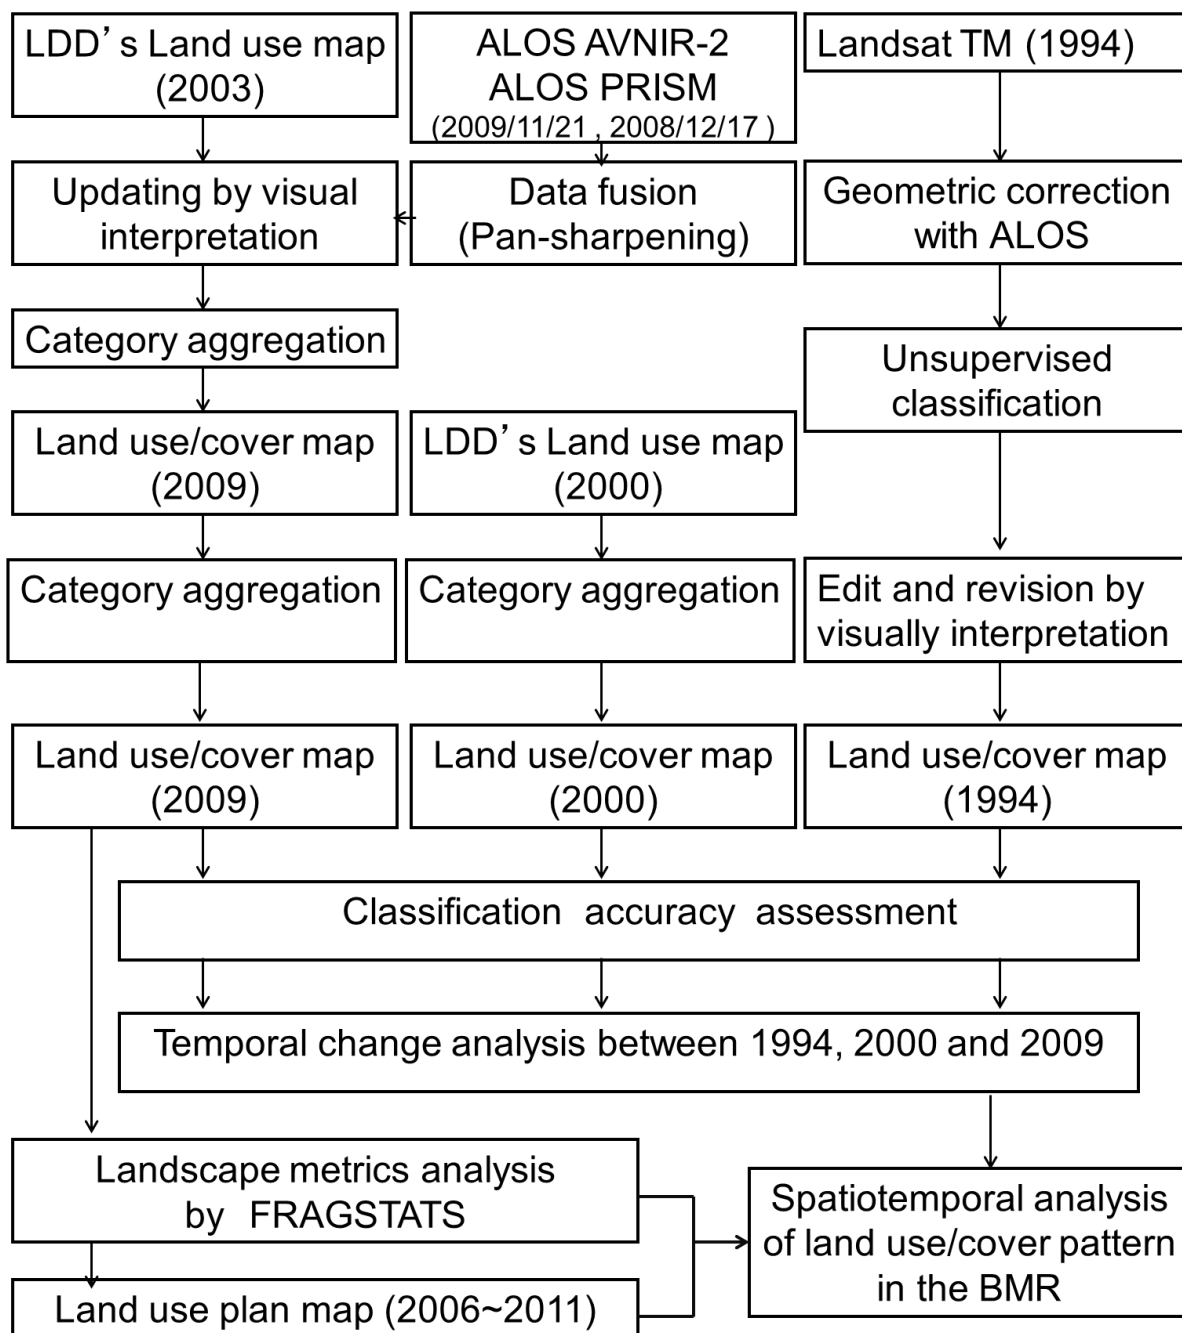 LDD's Land use map
(2003)
ALOS AVNIR-2
ALOS PRISM
(2009/11/21 , 2008/12/17 )
Landsat TM (1994)
Updating by visual
interpretation
Data fusion
(Pan-sharpening)
Geometric correction
with ALOS
Category aggregation
Unsupervised
classification
Land use/cover map
(2009)
LDD's Land use map
(2000)
Category aggregation
Category aggregation
Edit and revision by
visually interpretation
Land use/cover map
(2009)
Land use/cover map
(2000)
Land use/cover map
(1994)
Classification accuracy assessment
Temporal change analysis between 1994, 2000 and 2009
Landscape metrics analysis
by FRAGSTATS
Spatiotemporal analysis
of land use/cover pattern
in the BMR
Land use plan map (2006~2011)